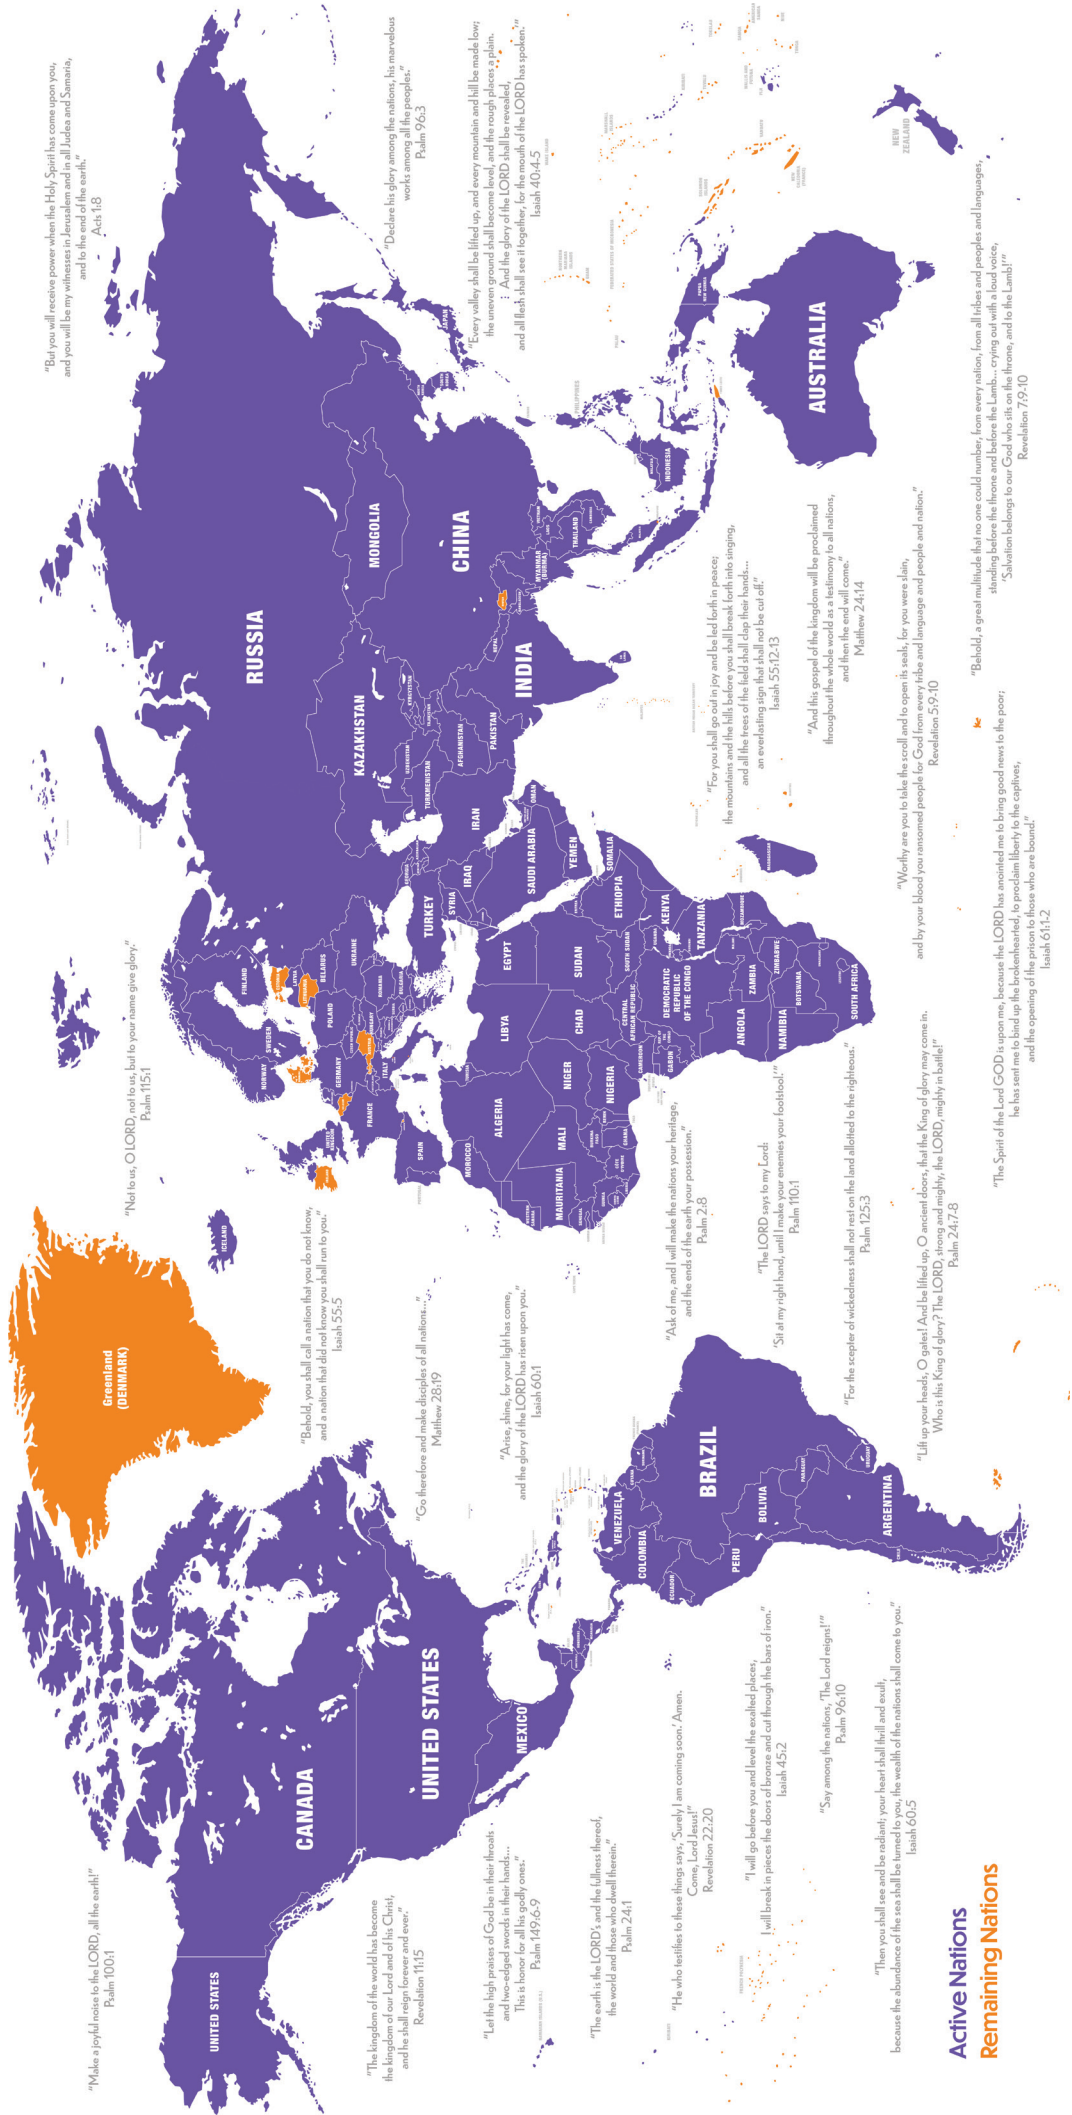 "Make a joyful noise to the LORD, all the earth!"
Psalm 100:1
"The kingdom of the world has become
the kingdom of our Lord and of his Christ,
and he shall reign forever and ever."
Revelation 11:15
"Let the high praises of God be in their throats
and two-edged swords in their hands...
This is honor for all his godly ones."
Psalm 149:6-9
"The earth is the LORD's and the fullness thereof,
the world and those who dwell therein."
Psalm 24:1
"He who testifies to these things says, 'Surely I am coming soon.' Amen.
Come, Lord Jesus!"
Revelation 22:20
"I will go before you and level the exalted places,
I will break in pieces the doors of bronze and cut through the bars of iron."
Isaiah 45:2
"Say among the nations, 'The Lord reigns!'"
Psalm 96:10
"Then you shall see and be radiant; your heart shall thrill and exult,
because the abundance of the sea shall be turned to you, the wealth of the nations shall come to you."
Isaiah 60:5
Active Nations
Remaining Nations
UNITED STATES
CANADA
UNITED STATES
MEXICO
Greenland
(DENMARK)
ICELAND
"Not to us, O LORD, not to us, but to your name give glory."
Psalm 115:1
"Behold, you shall call a nation that you do not know,
and a nation that did not know you shall run to you."
Isaiah 55:5
"Go therefore and make disciples of all nations..."
Matthew 28:19
"Arise, shine, for your light has come,
and the glory of the LORD has risen upon you."
Isaiah 60:1
"Ask of me, and I will make the nations your heritage,
and the ends of the earth your possession."
Psalm 2:8
"The LORD says to my Lord:
'Sit at my right hand, until I make your enemies your footstool.'"
Psalm 110:1
"For the scepter of wickedness shall not rest on the land allotted to the righteous."
Psalm 125:3
"Lift up your heads, O gates! And be lifted up, O ancient doors, that the King of glory may come in.
Who is this King of glory? The LORD, strong and mighty, the LORD, mighty in battle!"
Psalm 24:7-8
VENEZUELA
COLOMBIA
ECUADOR
PERU
BRAZIL
BOLIVIA
PARAGUAY
URUGUAY
ARGENTINA
NORWAY
SWEDEN
FINLAND
LATVIA
LITHUANIA
BELARUS
POLAND
UKRAINE
UNITED
KINGDOM
GERMANY
FRANCE
ITALY
SPAIN
ROMANIA
BULGARIA
TURKEY
SYRIA
IRAQ
IRAN
SAUDI ARABIA
YEMEN
OMAN
MOROCCO
ALGERIA
LIBYA
EGYPT
WESTERN
SAHARA
MAURITANIA
MALI
NIGER
CHAD
SUDAN
NIGERIA
GHANA
CAMEROON
CENTRAL
AFRICAN REPUBLIC
SOUTH SUDAN
ETHIOPIA
SOMALIA
KENYA
GABON
DEMOCRATIC
REPUBLIC
OF THE CONGO
TANZANIA
ANGOLA
ZAMBIA
ZIMBABWE
MOZAMBIQUE
NAMIBIA
BOTSWANA
SOUTH AFRICA
MADAGASCAR
RUSSIA
KAZAKHSTAN
MONGOLIA
CHINA
UZBEKISTAN
KYRGYZSTAN
TURKMENISTAN
AFGHANISTAN
PAKISTAN
NEPAL
INDIA
MYANMAR
(BURMA)
THAILAND
PHILIPPINES
INDONESIA
JAPAN
PAPUA
NEW GUINEA
AUSTRALIA
NEW
ZEALAND
"But you will receive power when the Holy Spirit has come upon you,
and you will be my witnesses in Jerusalem and in all Judea and Samaria,
and to the end of the earth."
Acts 1:8
"Declare his glory among the nations, his marvelous
works among all the peoples."
Psalm 96:3
"Every valley shall be lifted up, and every mountain and hill be made low;
the uneven ground shall become level, and the rough places a plain.
And the glory of the LORD shall be revealed,
and all flesh shall see it together, for the mouth of the LORD has spoken."
Isaiah 40:4-5
"For you shall go out in joy and be led forth in peace;
the mountains and the hills before you shall break forth into singing,
and all the trees of the field shall clap their hands...
an everlasting sign that shall not be cut off."
Isaiah 55:12-13
"And this gospel of the kingdom will be proclaimed
throughout the whole world as a testimony to all nations,
and then the end will come."
Matthew 24:14
"Worthy are you to take the scroll and to open its seals, for you were slain,
and by your blood you ransomed people for God from every tribe and language and people and nation."
Revelation 5:9-10
"Behold, a great multitude that no one could number, from every nation, from all tribes and peoples and languages,
standing before the throne and before the Lamb... crying out with a loud voice,
'Salvation belongs to our God who sits on the throne, and to the Lamb!'"
Revelation 7:9-10
"The Spirit of the Lord GOD is upon me, because the LORD has anointed me to bring good news to the poor;
he has sent me to bind up the brokenhearted, to proclaim liberty to the captives,
and the opening of the prison to those who are bound."
Isaiah 61:1-2